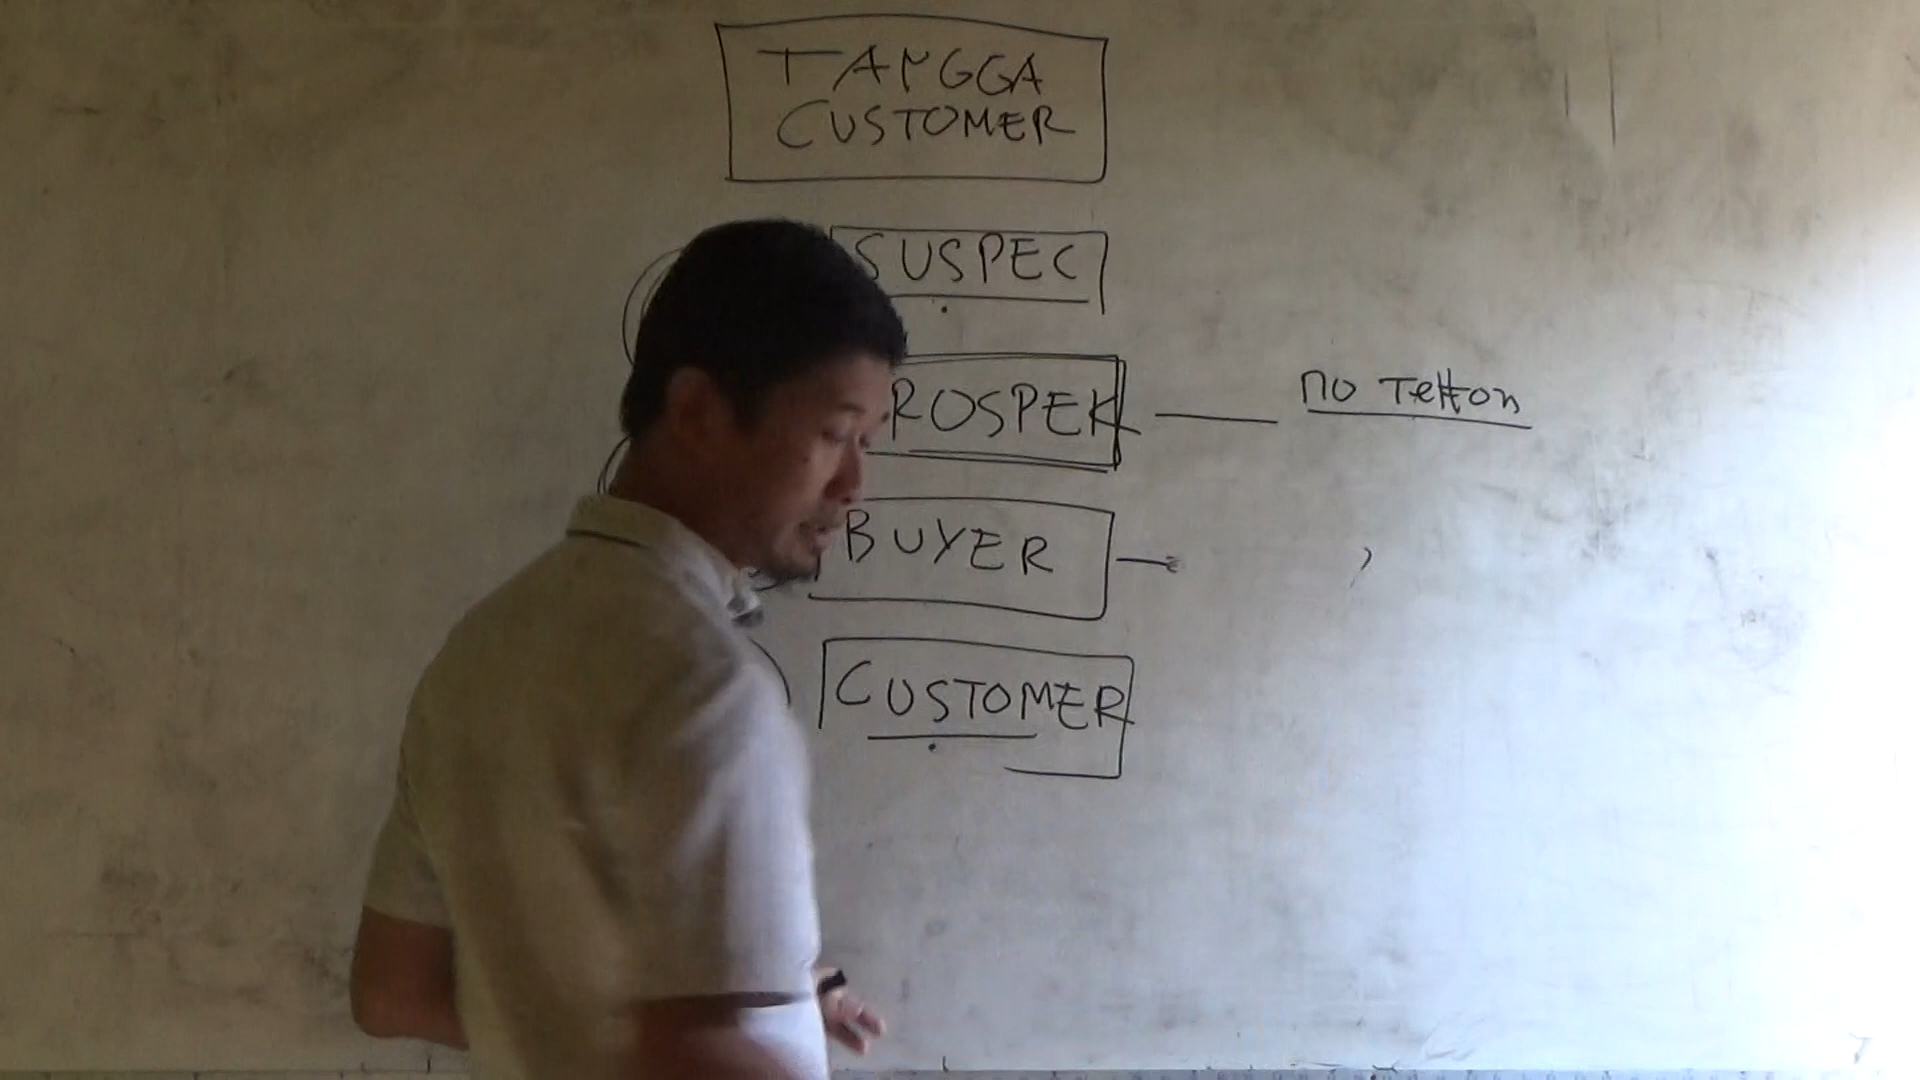 TANGGA
CUSTOMER
SUSPEC
ROSPEK
no Telfon
BUYER
CUSTOMER